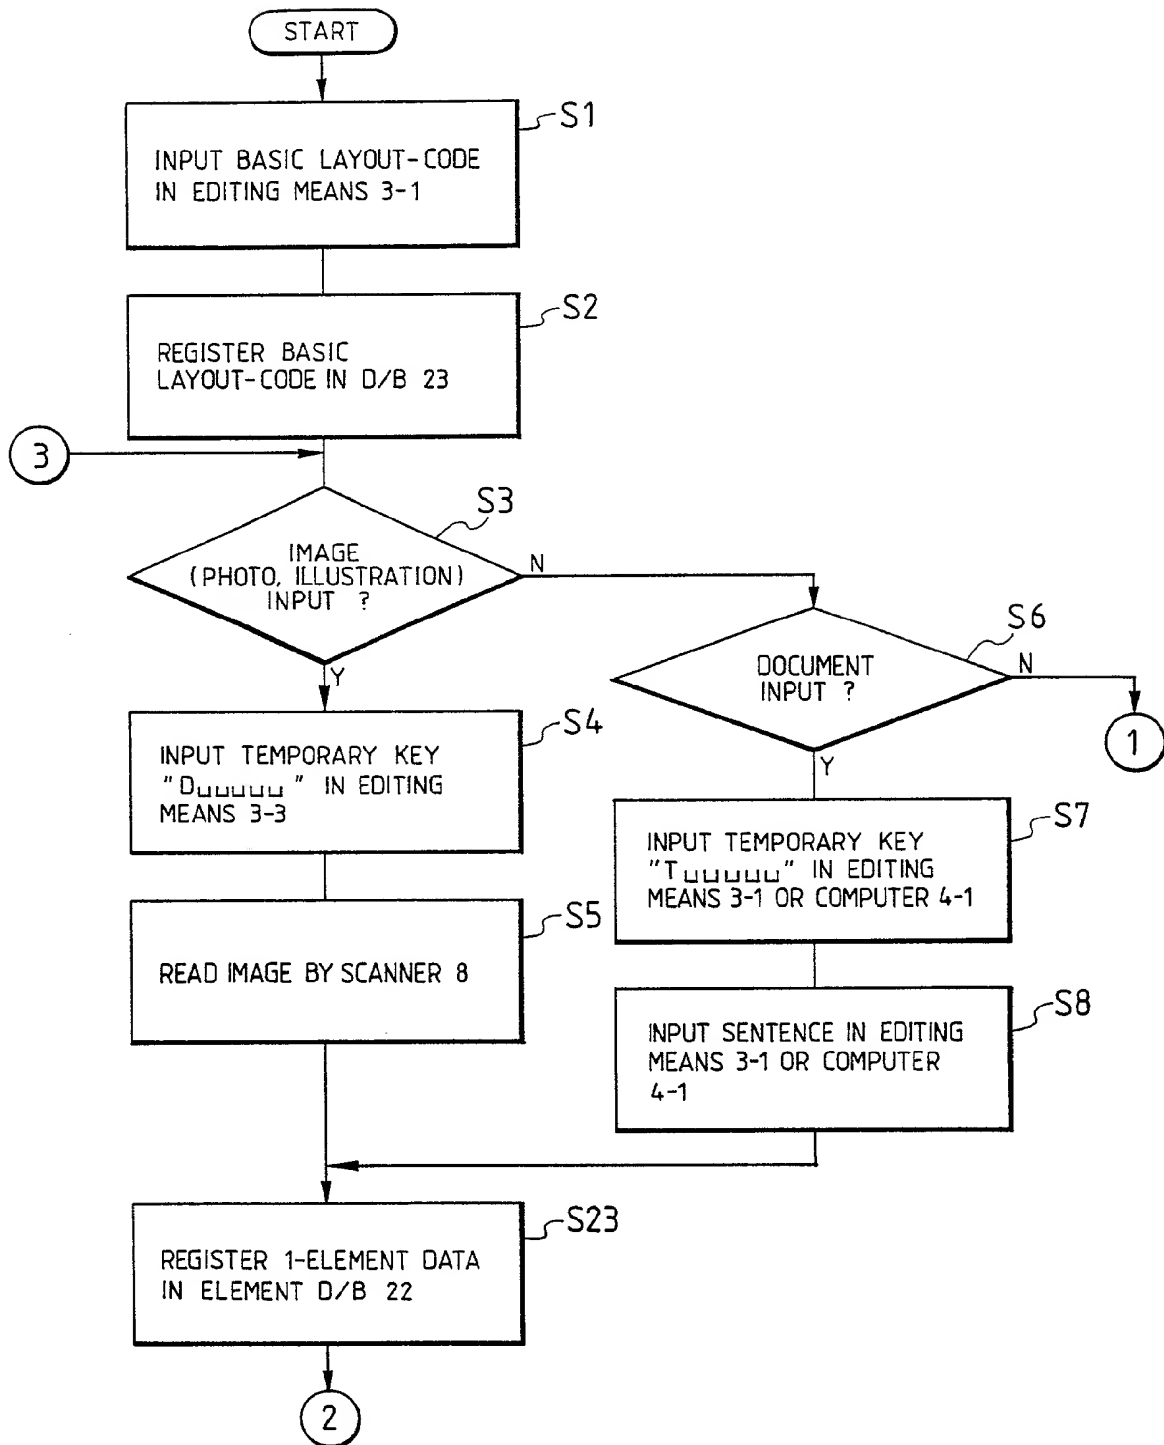 START
S1
INPUT BASIC LAYOUT-CODE
IN EDITING MEANS 3-1
S2
REGISTER BASIC
LAYOUT-CODE IN D/B 23
3
S3
IMAGE
(PHOTO, ILLUSTRATION)
INPUT ?
N
Y
S6
DOCUMENT
INPUT ?
N
1
Y
S4
INPUT TEMPORARY KEY
"D␣␣␣␣␣" IN EDITING
MEANS 3-3
S7
INPUT TEMPORARY KEY
"T␣␣␣␣␣" IN EDITING
MEANS 3-1 OR COMPUTER 4-1
S5
READ IMAGE BY SCANNER 8
S8
INPUT SENTENCE IN EDITING
MEANS 3-1 OR COMPUTER
4-1
S23
REGISTER 1-ELEMENT DATA
IN ELEMENT D/B 22
2